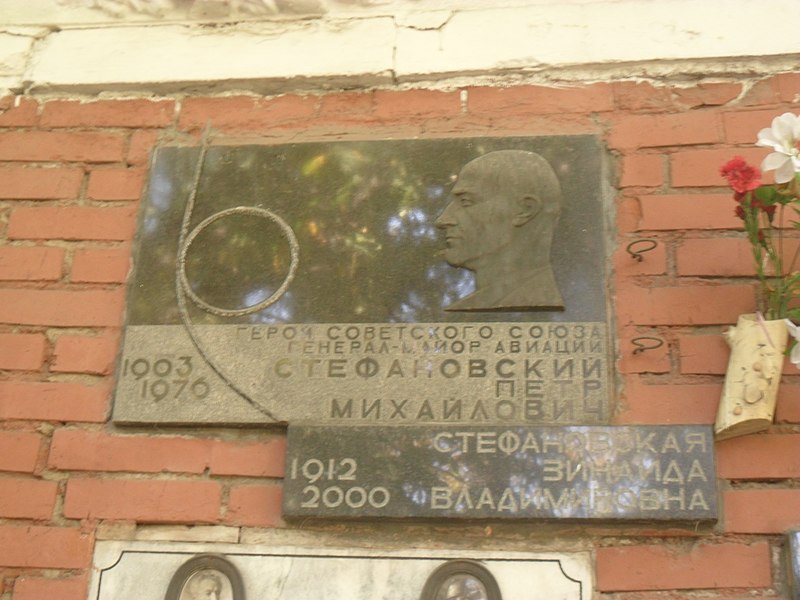 ГЕРОЙ СОВЕТСКОГО СОЮЗА
ГЕНЕРАЛ-МАЙОР АВИАЦИИ
1903
1976
СТЕФАНОВСКИЙ
ПЕТР
МИХАЙЛОВИЧ
1912
2000
СТЕФАНОВСКАЯ
ЗИНАИДА
ВЛАДИМИРОВНА